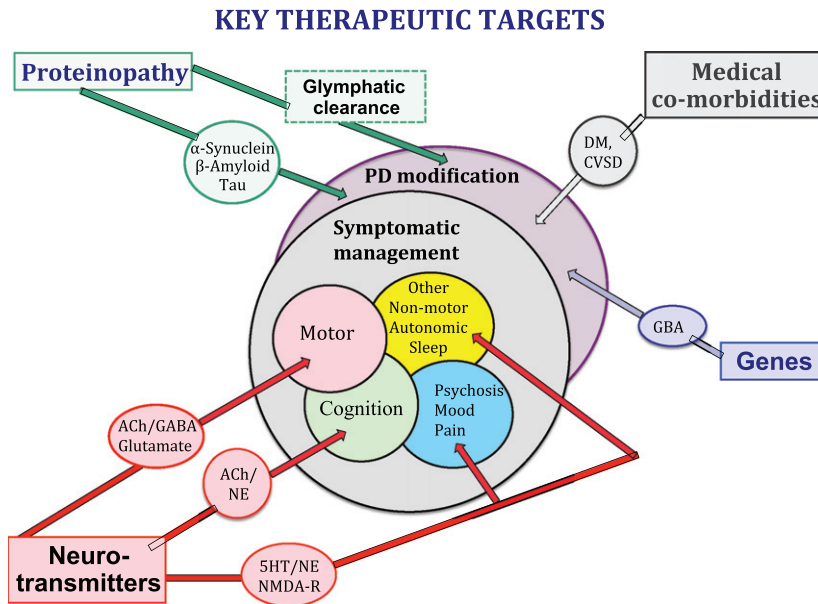 KEY THERAPEUTIC TARGETS
Proteinopathy
Glymphatic
clearance
Medical
co-morbidities
α-Synuclein
β-Amyloid
Tau
DM,
CVSD
PD modification
Symptomatic
management
Other
Non-motor
Autonomic
Sleep
Motor
GBA
Genes
Cognition
Psychosis
Mood
Pain
ACh/GABA
Glutamate
ACh/
NE
Neuro-
transmitters
5HT/NE
NMDA-R